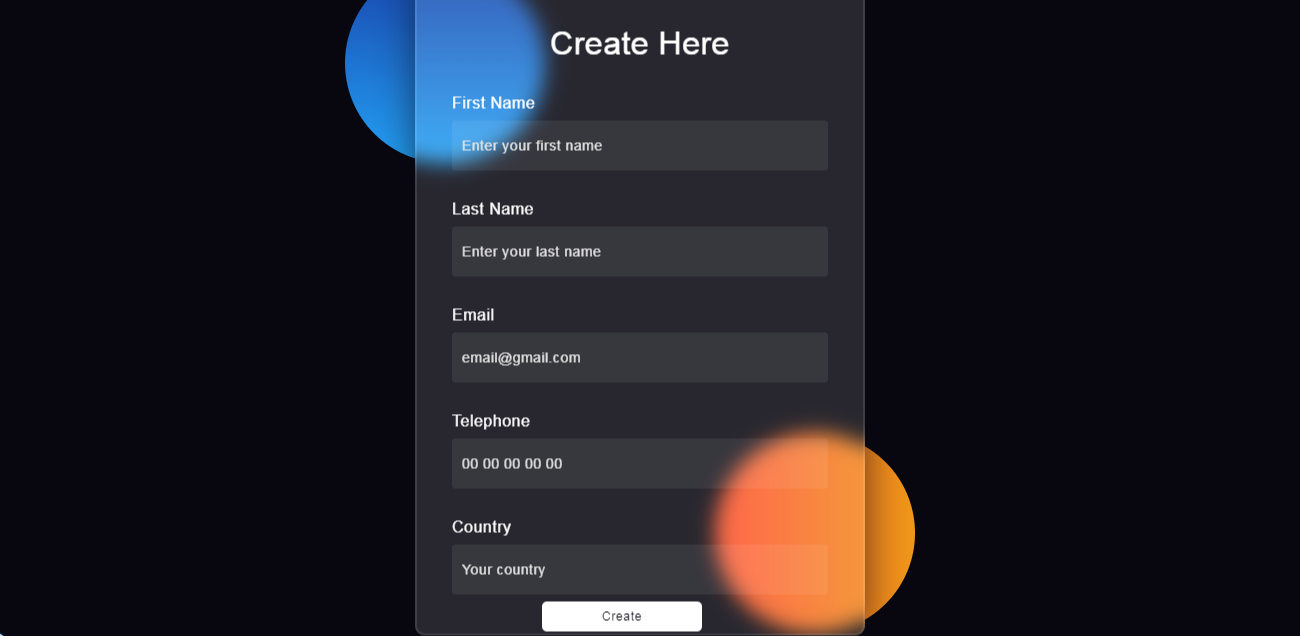 Create Here
First Name
Enter your first name
Last Name
Enter your last name
Email
email@gmail.com
Telephone
00 00 00 00 00
Country
Your country
Create